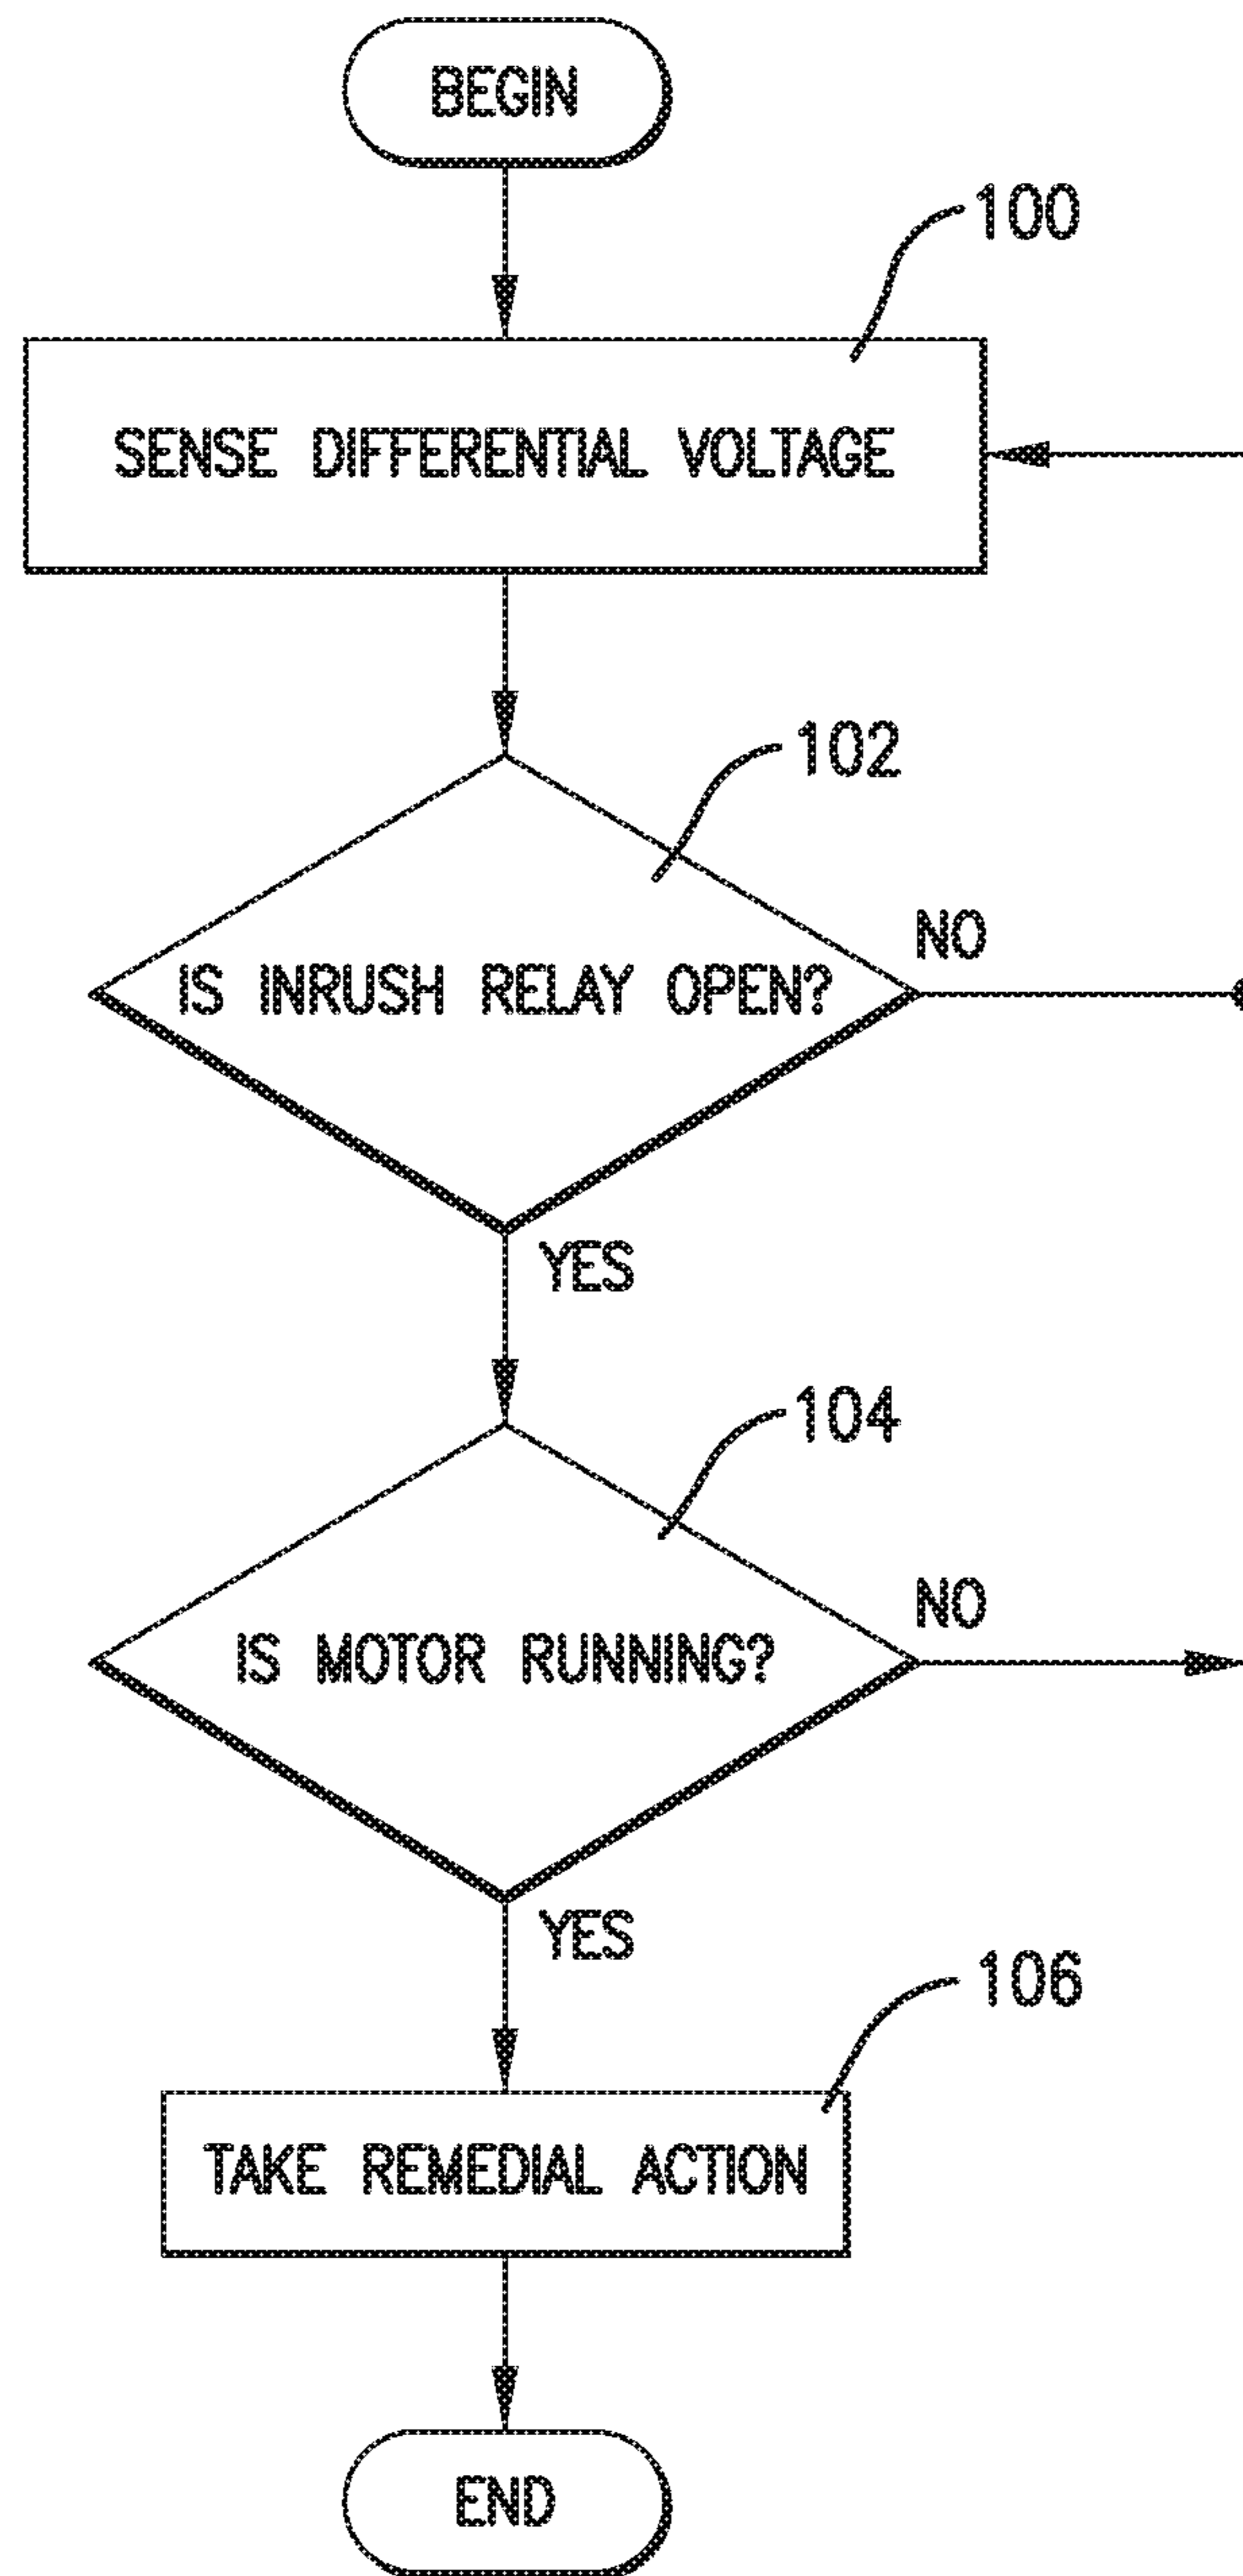 BEGIN
100
SENSE DIFFERENTIAL VOLTAGE
102
NO
IS INRUSH RELAY OPEN?
YES
104
NO
IS MOTOR RUNNING?
YES
106
TAKE REMEDIAL ACTION
END